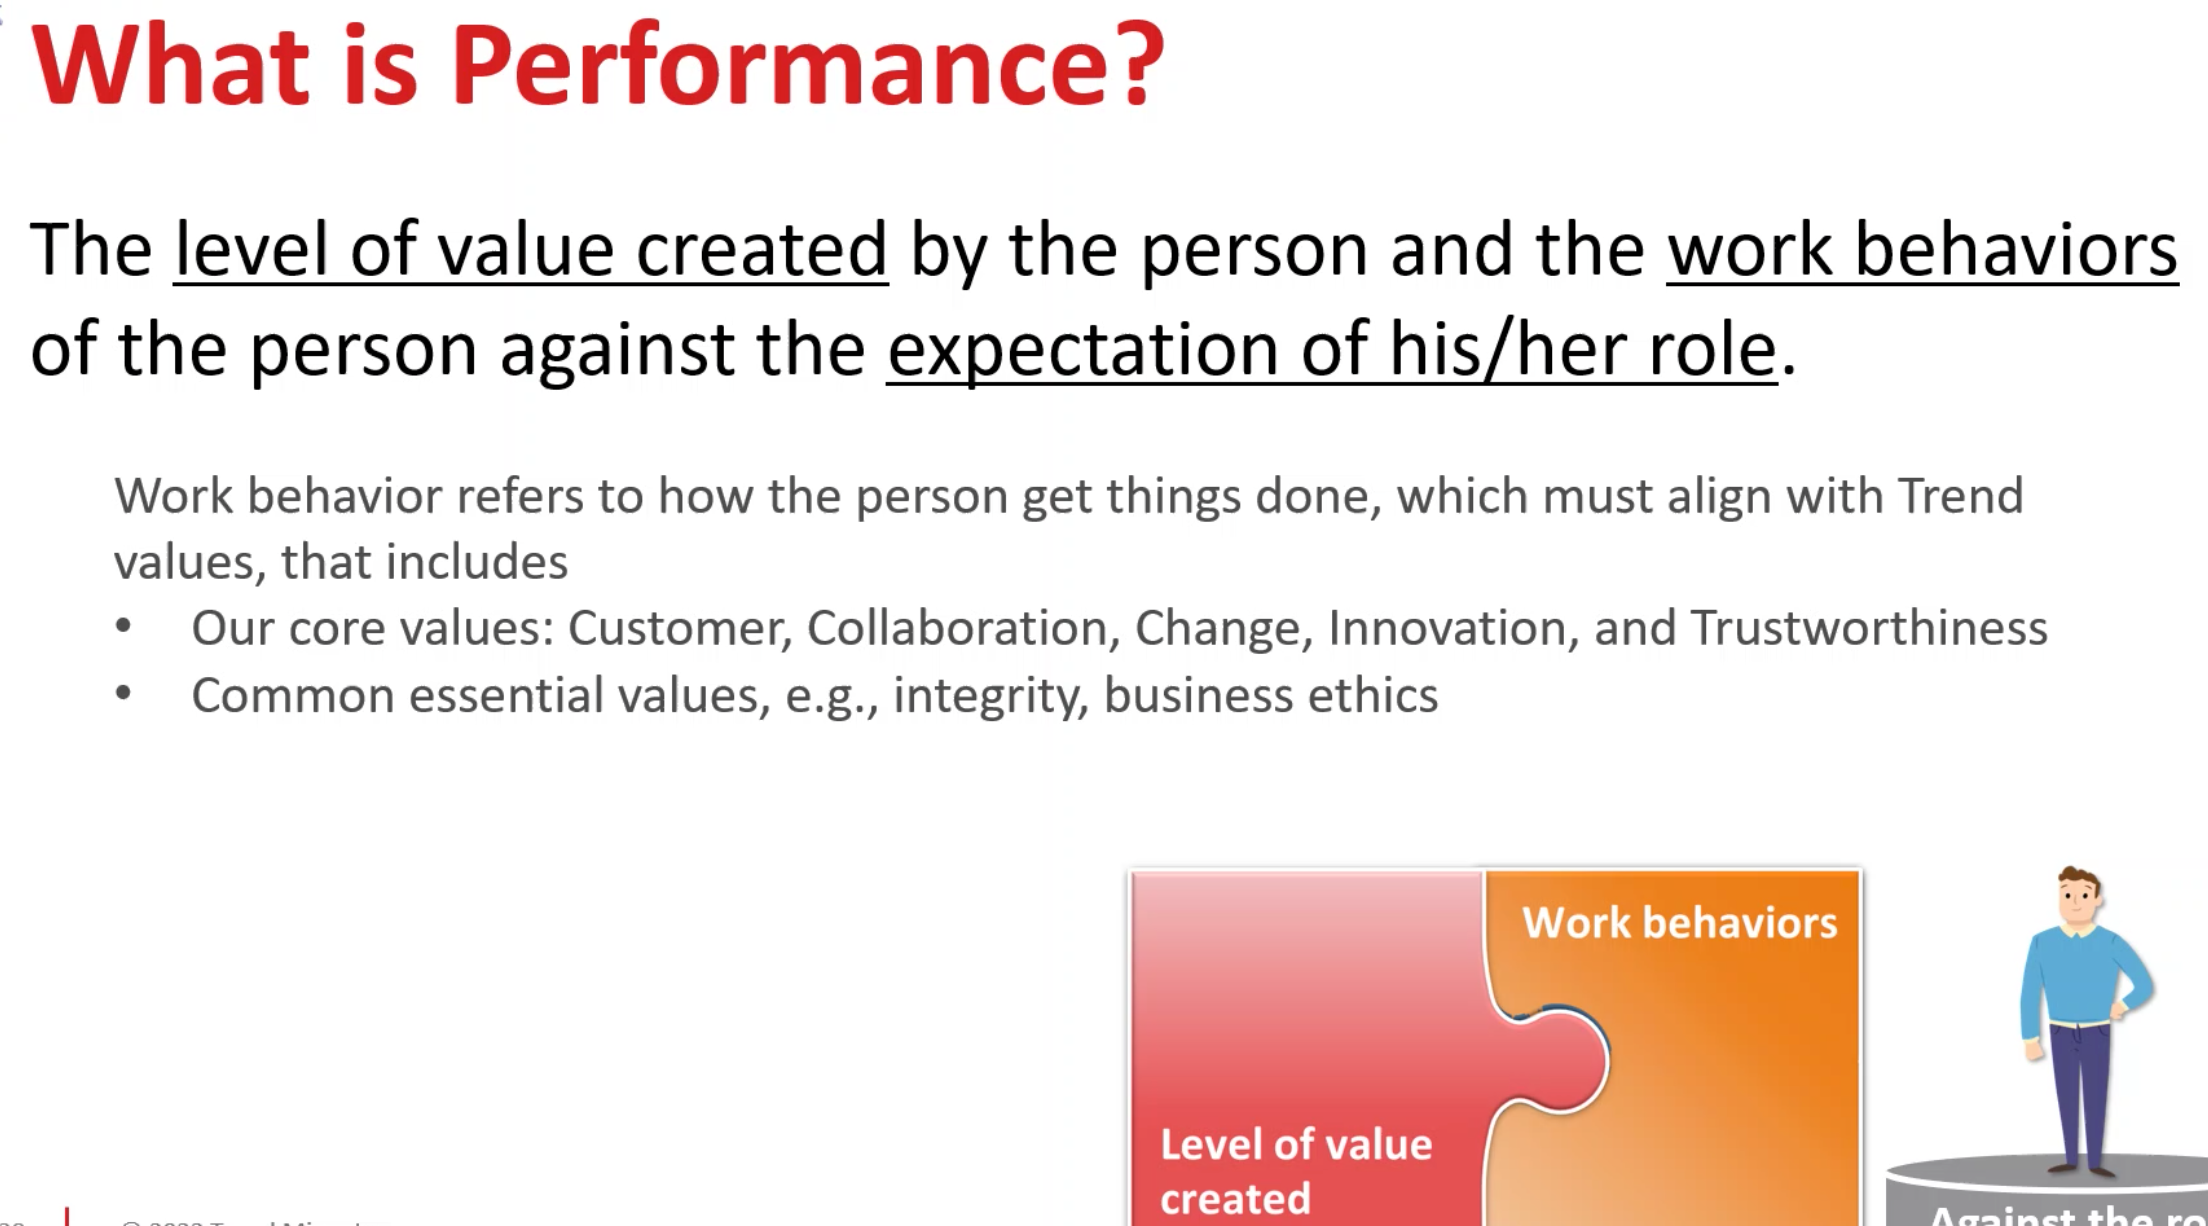 What is Performance?
The level of value created by the person and the work behaviors
of the person against the expectation of his/her role.
Work behavior refers to how the person get things done, which must align with Trend
values, that includes
• Our core values: Customer, Collaboration, Change, Innovation, and Trustworthiness
• Common essential values, e.g., integrity, business ethics
Work behaviors
Level of value
created
Against the